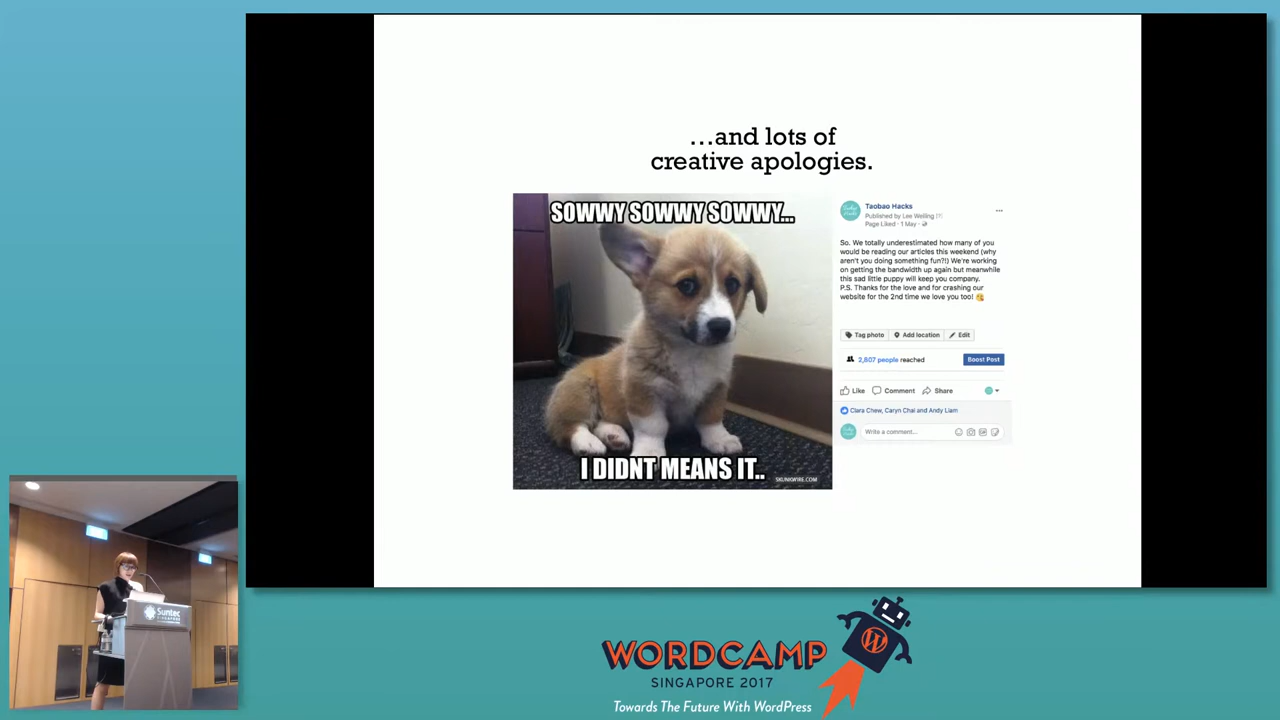 ...and lots of
creative apologies.
SOWWY SOWWY SOWWY...
I DIDNT MEANS IT..
SKUNKWIRE.COM
Taobao Hacks
Published by Lee Weiling [?]
Page Liked · 1 May ·
So. We totally underestimated how many of you
would be reading our articles this weekend (why
aren't you doing something fun?!) We're working
on getting the bandwidth up again but meanwhile
this sad little puppy will keep you company.
P.S. Thanks for the love and for crashing our
website for the 2nd time we love you too! 😘
Tag photo Add location Edit
2,807 people reached Boost Post
Like Comment Share
Clara Chew, Caryn Chai and Andy Liam
Write a comment...
Suntec
SINGAPORE
WORDCAMP
SINGAPORE 2017
Towards The Future With WordPress